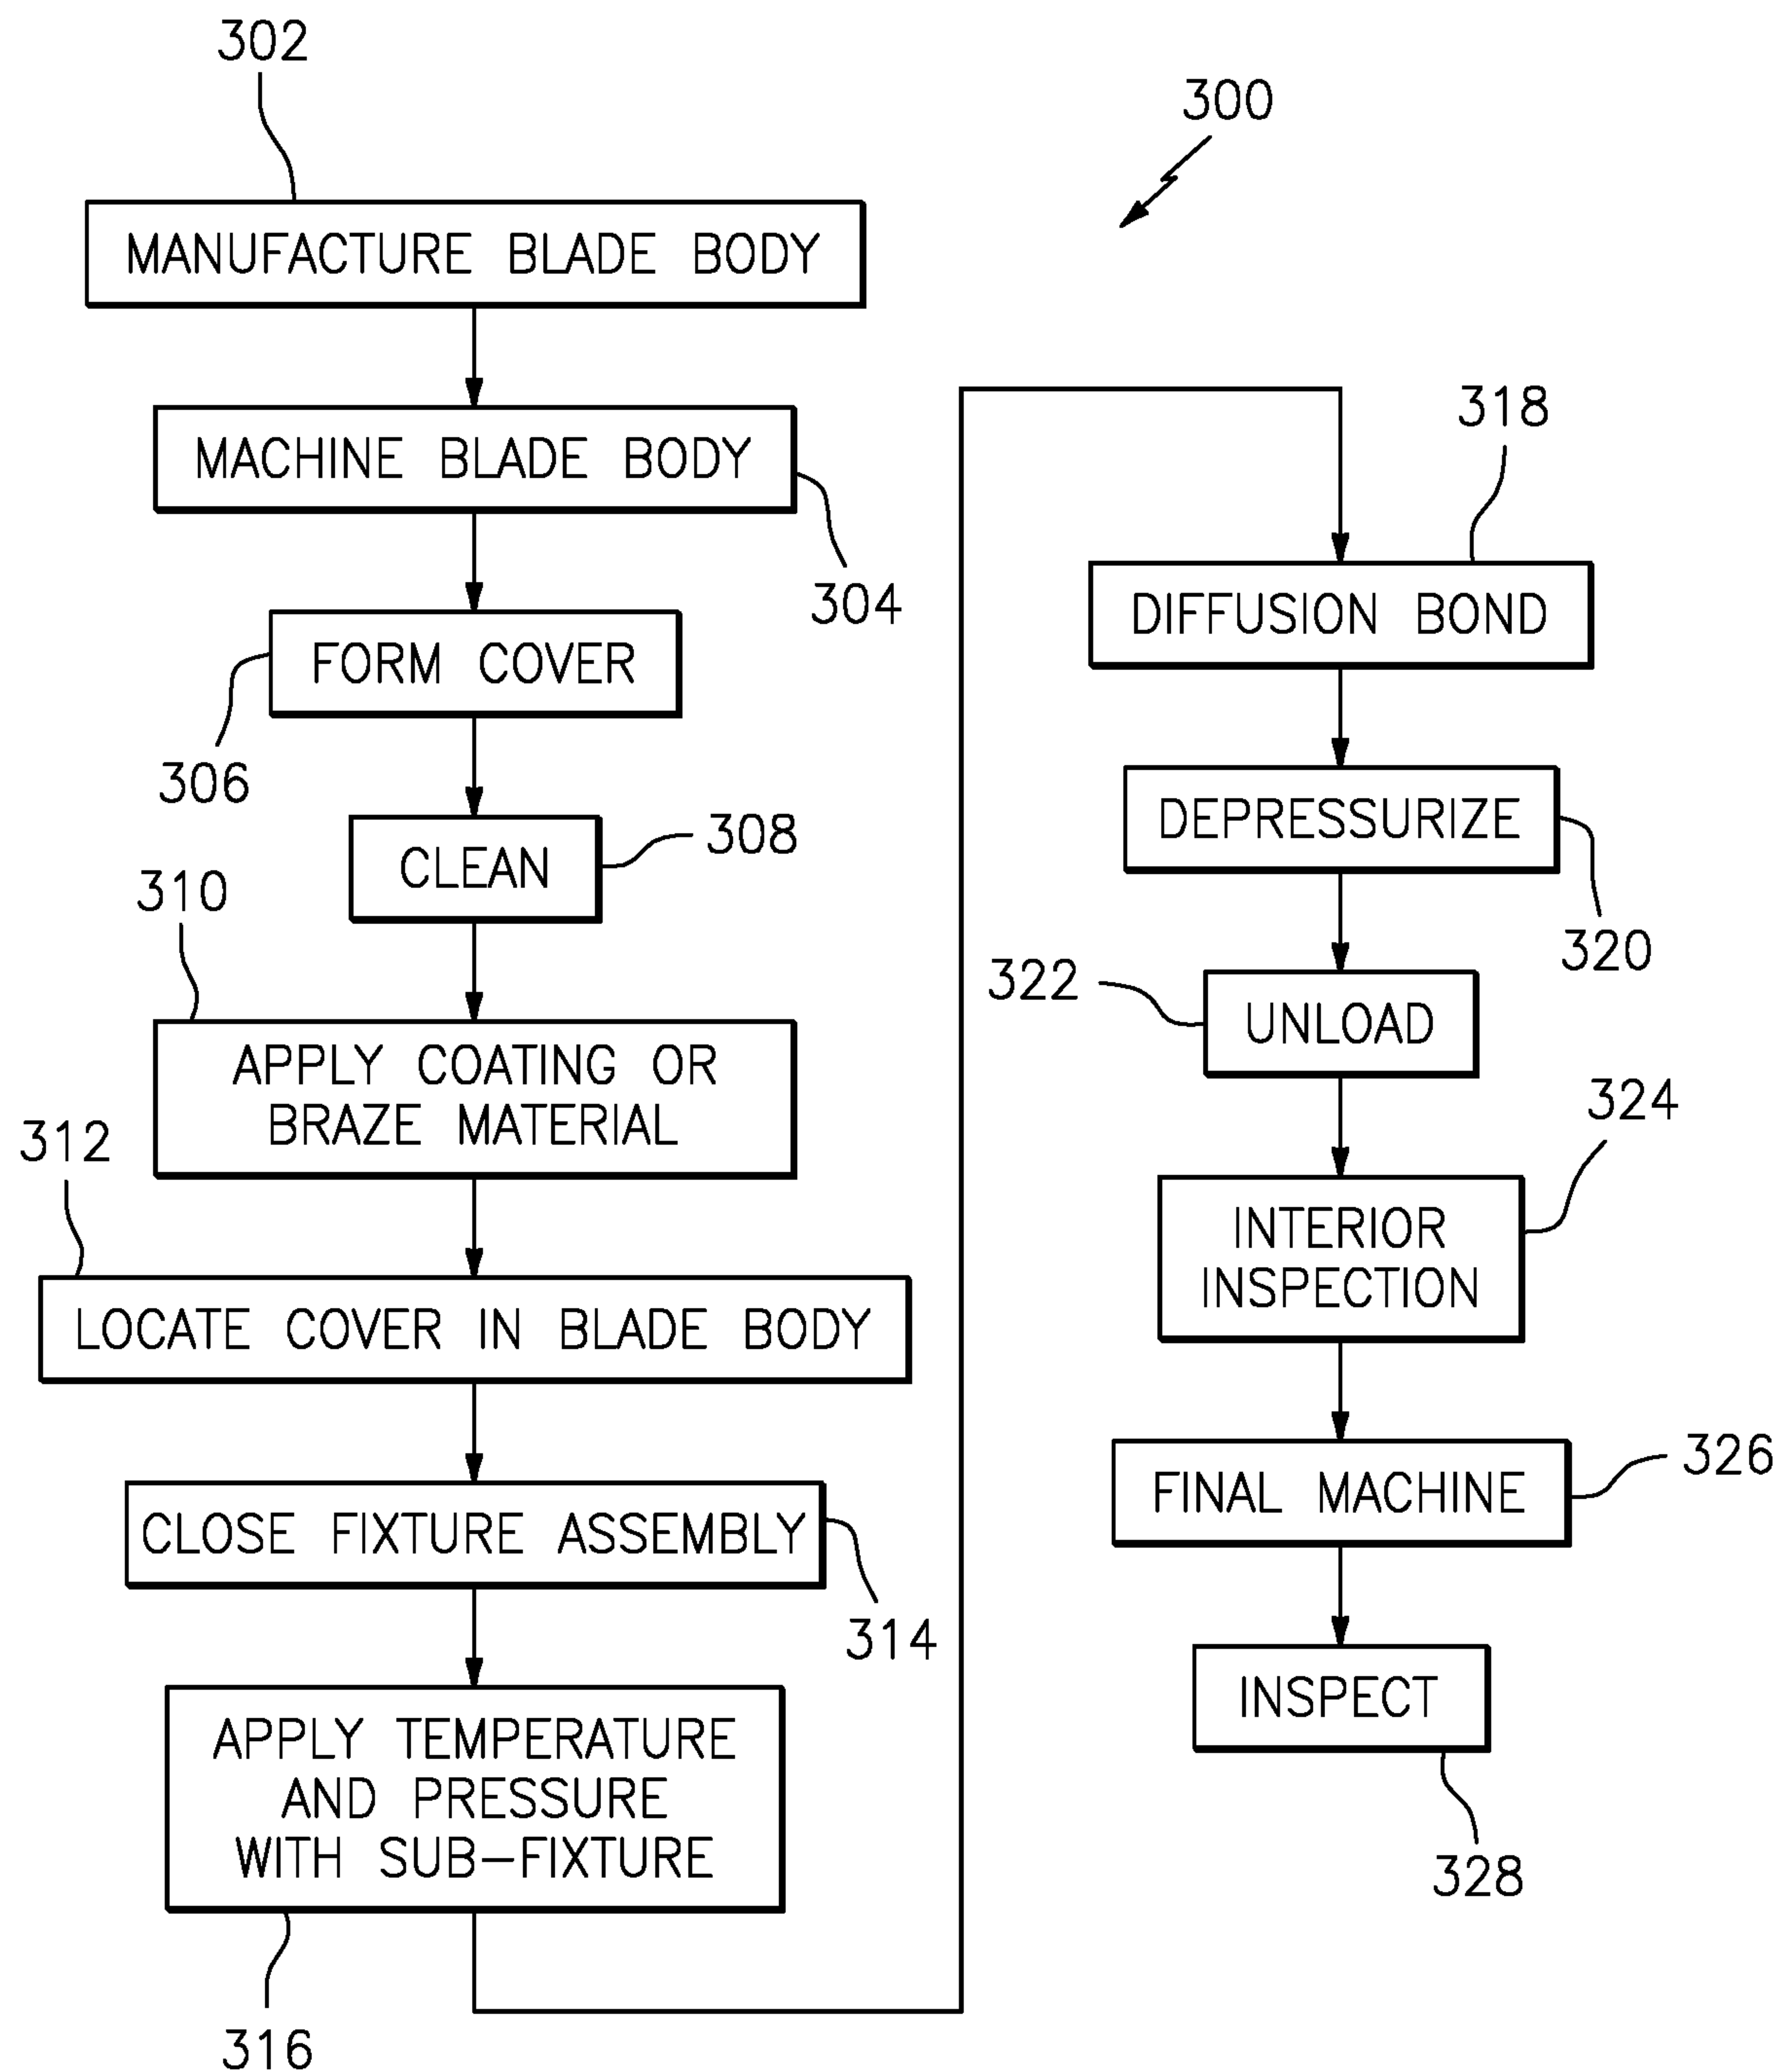 302
300
MANUFACTURE BLADE BODY
MACHINE BLADE BODY
304
FORM COVER
306
CLEAN
308
310
APPLY COATING OR
BRAZE MATERIAL
312
LOCATE COVER IN BLADE BODY
CLOSE FIXTURE ASSEMBLY
314
APPLY TEMPERATURE
AND PRESSURE
WITH SUB-FIXTURE
316
318
DIFFUSION BOND
DEPRESSURIZE
320
322
UNLOAD
324
INTERIOR
INSPECTION
FINAL MACHINE
326
INSPECT
328